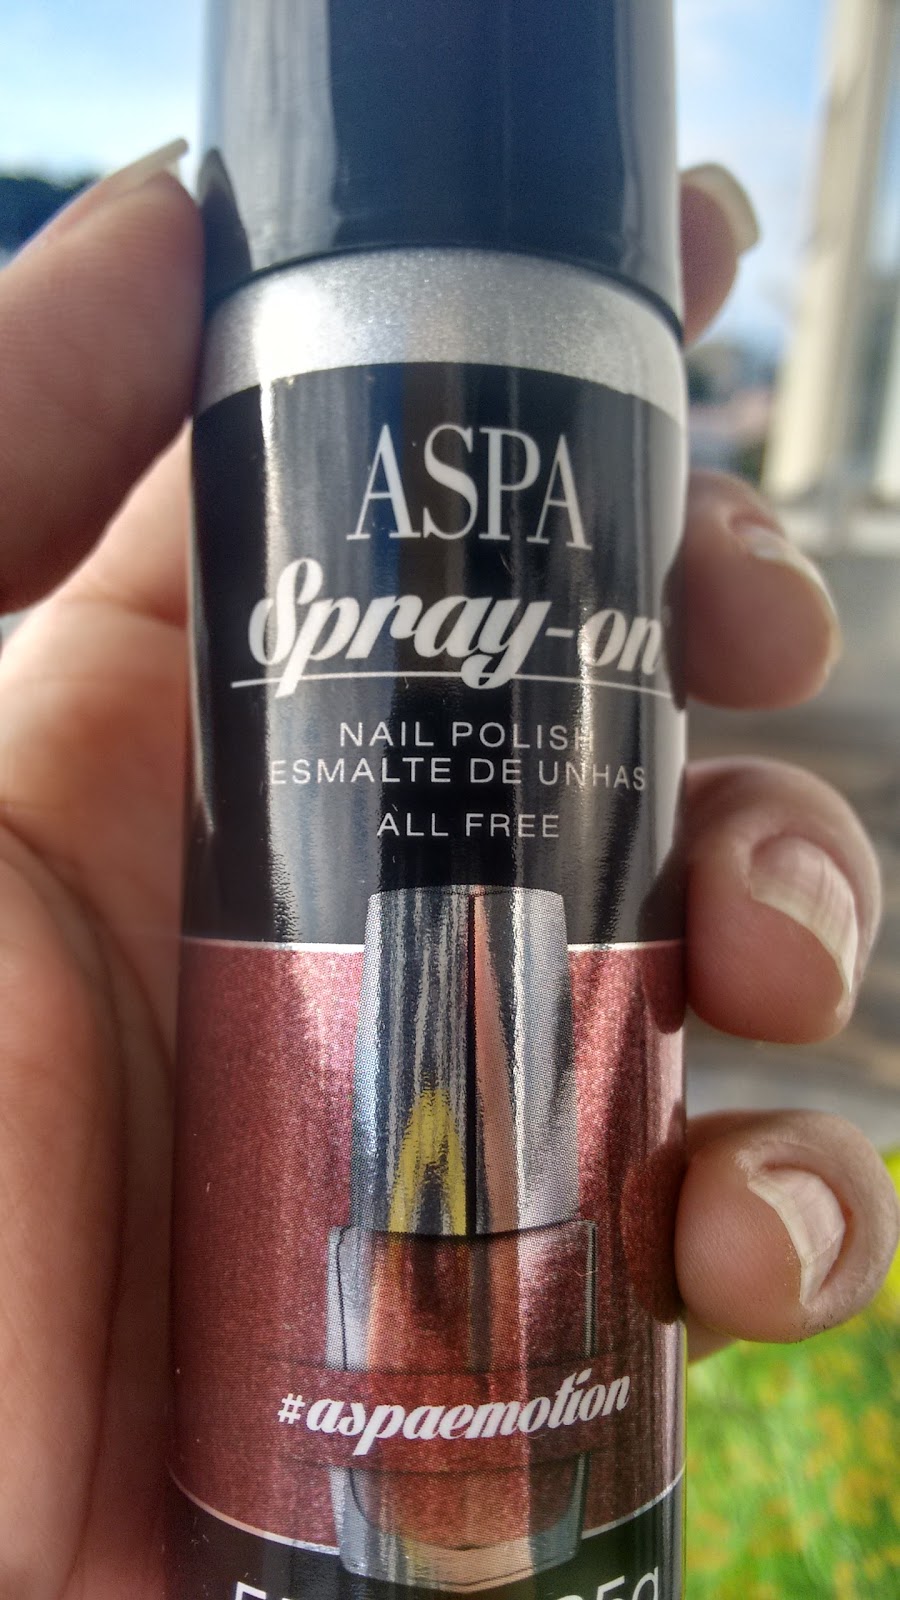 ASPA
Spray-on
NAIL POLISH
ESMALTE DE UNHAS
ALL FREE
#aspaemotion